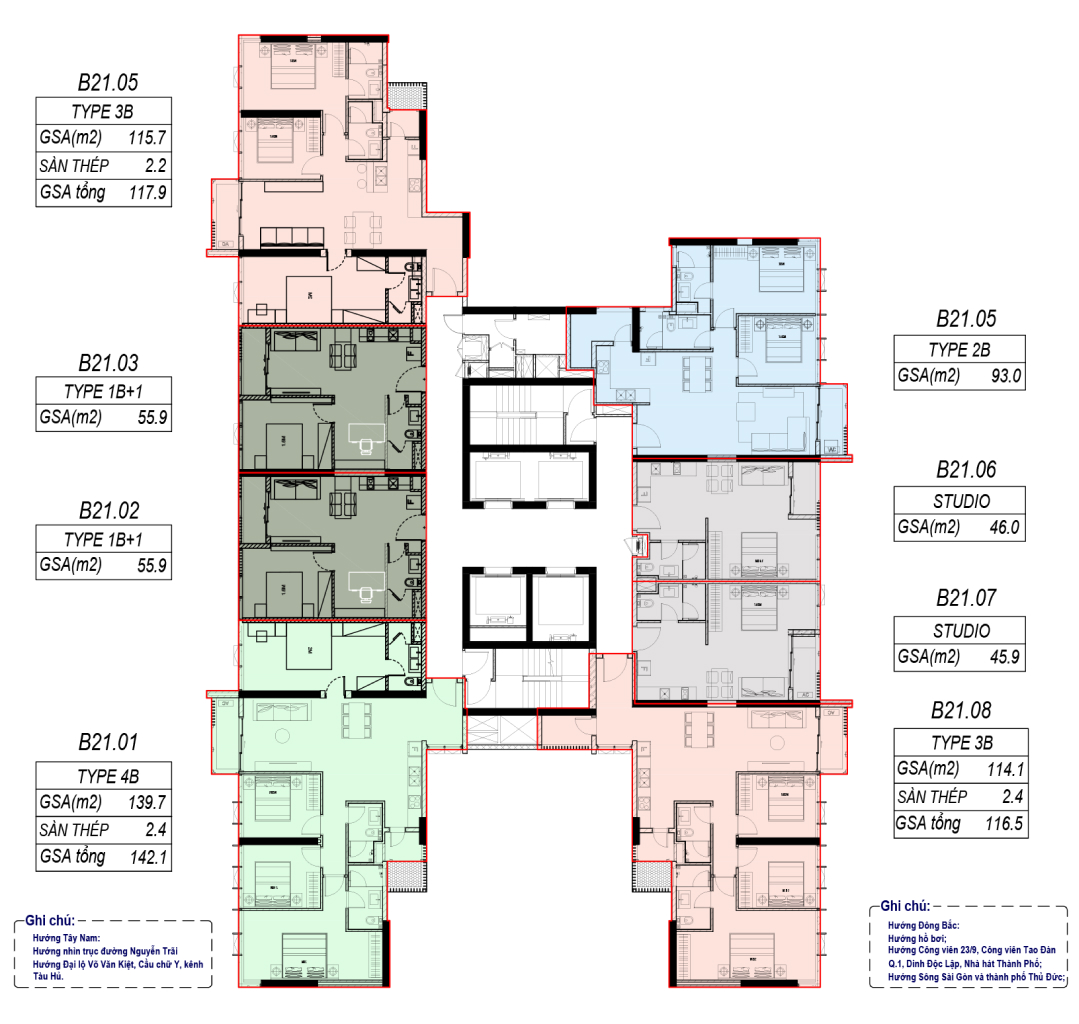 B21.05
TYPE 3B
GSA(m2) 115.7
SÀN THÉP 2.2
GSA tổng 117.9
B21.03
TYPE 1B+1
GSA(m2) 55.9
B21.02
TYPE 1B+1
GSA(m2) 55.9
B21.01
TYPE 4B
GSA(m2) 139.7
SÀN THÉP 2.4
GSA tổng 142.1
Ghi chú:
Hướng Tây Nam:
Hướng nhìn trục đường Nguyễn Trãi
Hướng Đại lộ Võ Văn Kiệt, Cầu chữ Y, kênh
Tàu Hủ.
B21.05
TYPE 2B
GSA(m2) 93.0
B21.06
STUDIO
GSA(m2) 46.0
B21.07
STUDIO
GSA(m2) 45.9
B21.08
TYPE 3B
GSA(m2) 114.1
SÀN THÉP 2.4
GSA tổng 116.5
Ghi chú:
Hướng Đông Bắc:
Hướng hồ bơi;
Hướng Công viên 23/9, Công viên Tao Đàn
Q.1, Dinh Độc Lập, Nhà hát Thành Phố;
Hướng Sông Sài Gòn và thành phố Thủ Đức;